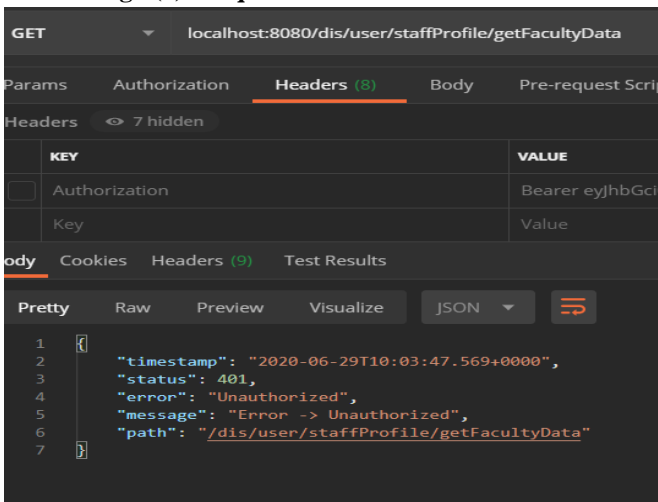 GET localhost:8080/dis/user/staffProfile/getFacultyData
Params Authorization Headers (8) Body Pre-request Scri
Headers 7 hidden
KEY VALUE
Authorization Bearer eyJhbGci
Key Value
ody Cookies Headers (9) Test Results
Pretty Raw Preview Visualize JSON
1 {
2 "timestamp": "2020-06-29T10:03:47.569+0000",
3 "status": 401,
4 "error": "Unauthorized",
5 "message": "Error -> Unauthorized",
6 "path": "/dis/user/staffProfile/getFacultyData"
7 }